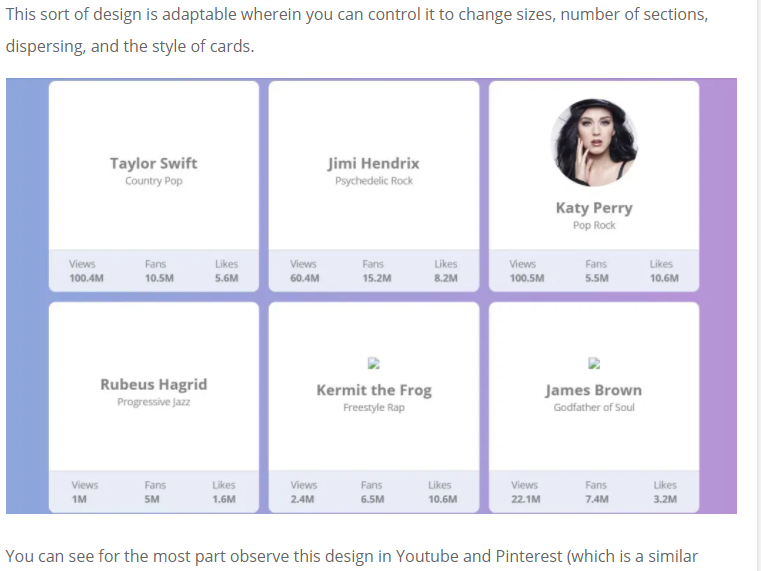 This sort of design is adaptable wherein you can control it to change sizes, number of sections,
dispersing, and the style of cards.
Taylor Swift
Country Pop
Views Fans Likes
100.4M 10.5M 5.6M
Jimi Hendrix
Psychedelic Rock
Views Fans Likes
60.4M 15.2M 8.2M
Katy Perry
Pop Rock
Views Fans Likes
100.5M 5.5M 10.6M
Rubeus Hagrid
Progressive Jazz
Views Fans Likes
1M 5M 1.6M
Kermit the Frog
Freestyle Rap
Views Fans Likes
2.4M 6.5M 10.6M
James Brown
Godfather of Soul
Views Fans Likes
22.1M 7.4M 3.2M
You can see for the most part observe this design in Youtube and Pinterest (which is a similar